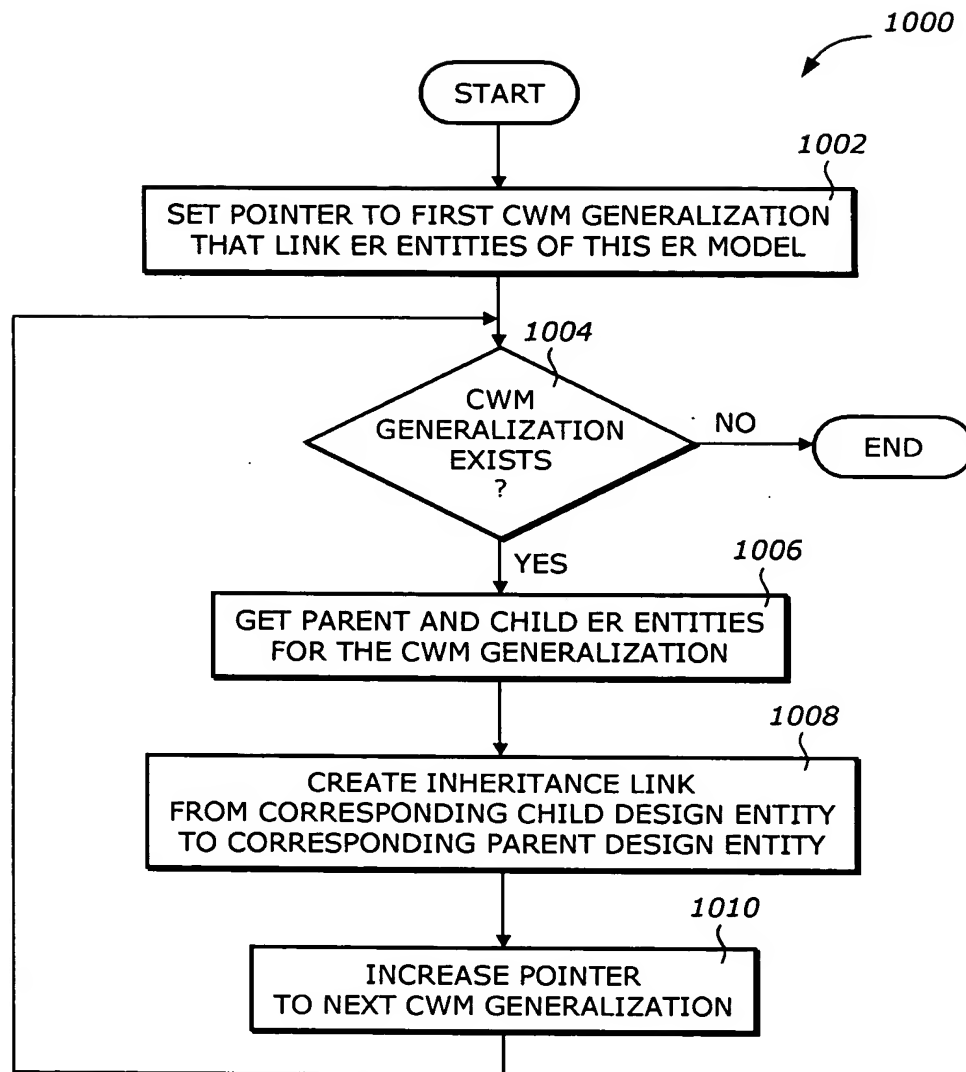 1000
START
1002
SET POINTER TO FIRST CWM GENERALIZATION
THAT LINK ER ENTITIES OF THIS ER MODEL
1004
CWM
GENERALIZATION
EXISTS
?
NO
END
YES
1006
GET PARENT AND CHILD ER ENTITIES
FOR THE CWM GENERALIZATION
1008
CREATE INHERITANCE LINK
FROM CORRESPONDING CHILD DESIGN ENTITY
TO CORRESPONDING PARENT DESIGN ENTITY
1010
INCREASE POINTER
TO NEXT CWM GENERALIZATION